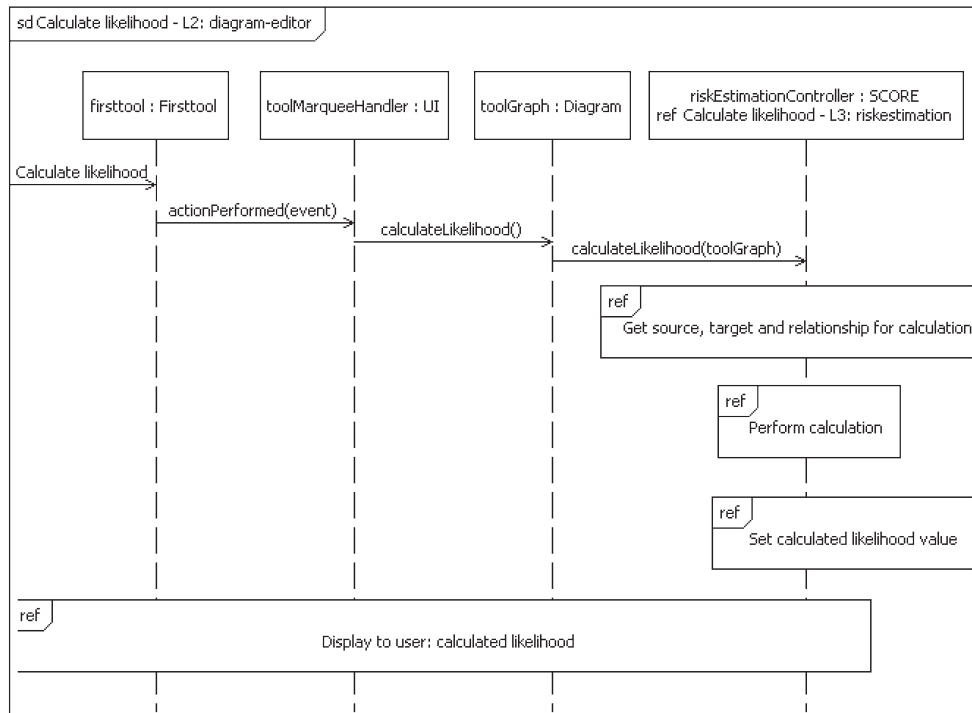 sd Calculate likelihood - L2: diagram-editor
firsttool : Firsttool
toolMarqueeHandler : UI
toolGraph : Diagram
riskEstimationController : SCORE
ref Calculate likelihood - L3: riskestimation
Calculate likelihood
actionPerformed(event)
calculateLikelihood()
calculateLikelihood(toolGraph)
ref
Get source, target and relationship for calculation
ref
Perform calculation
ref
Set calculated likelihood value
ref
Display to user: calculated likelihood